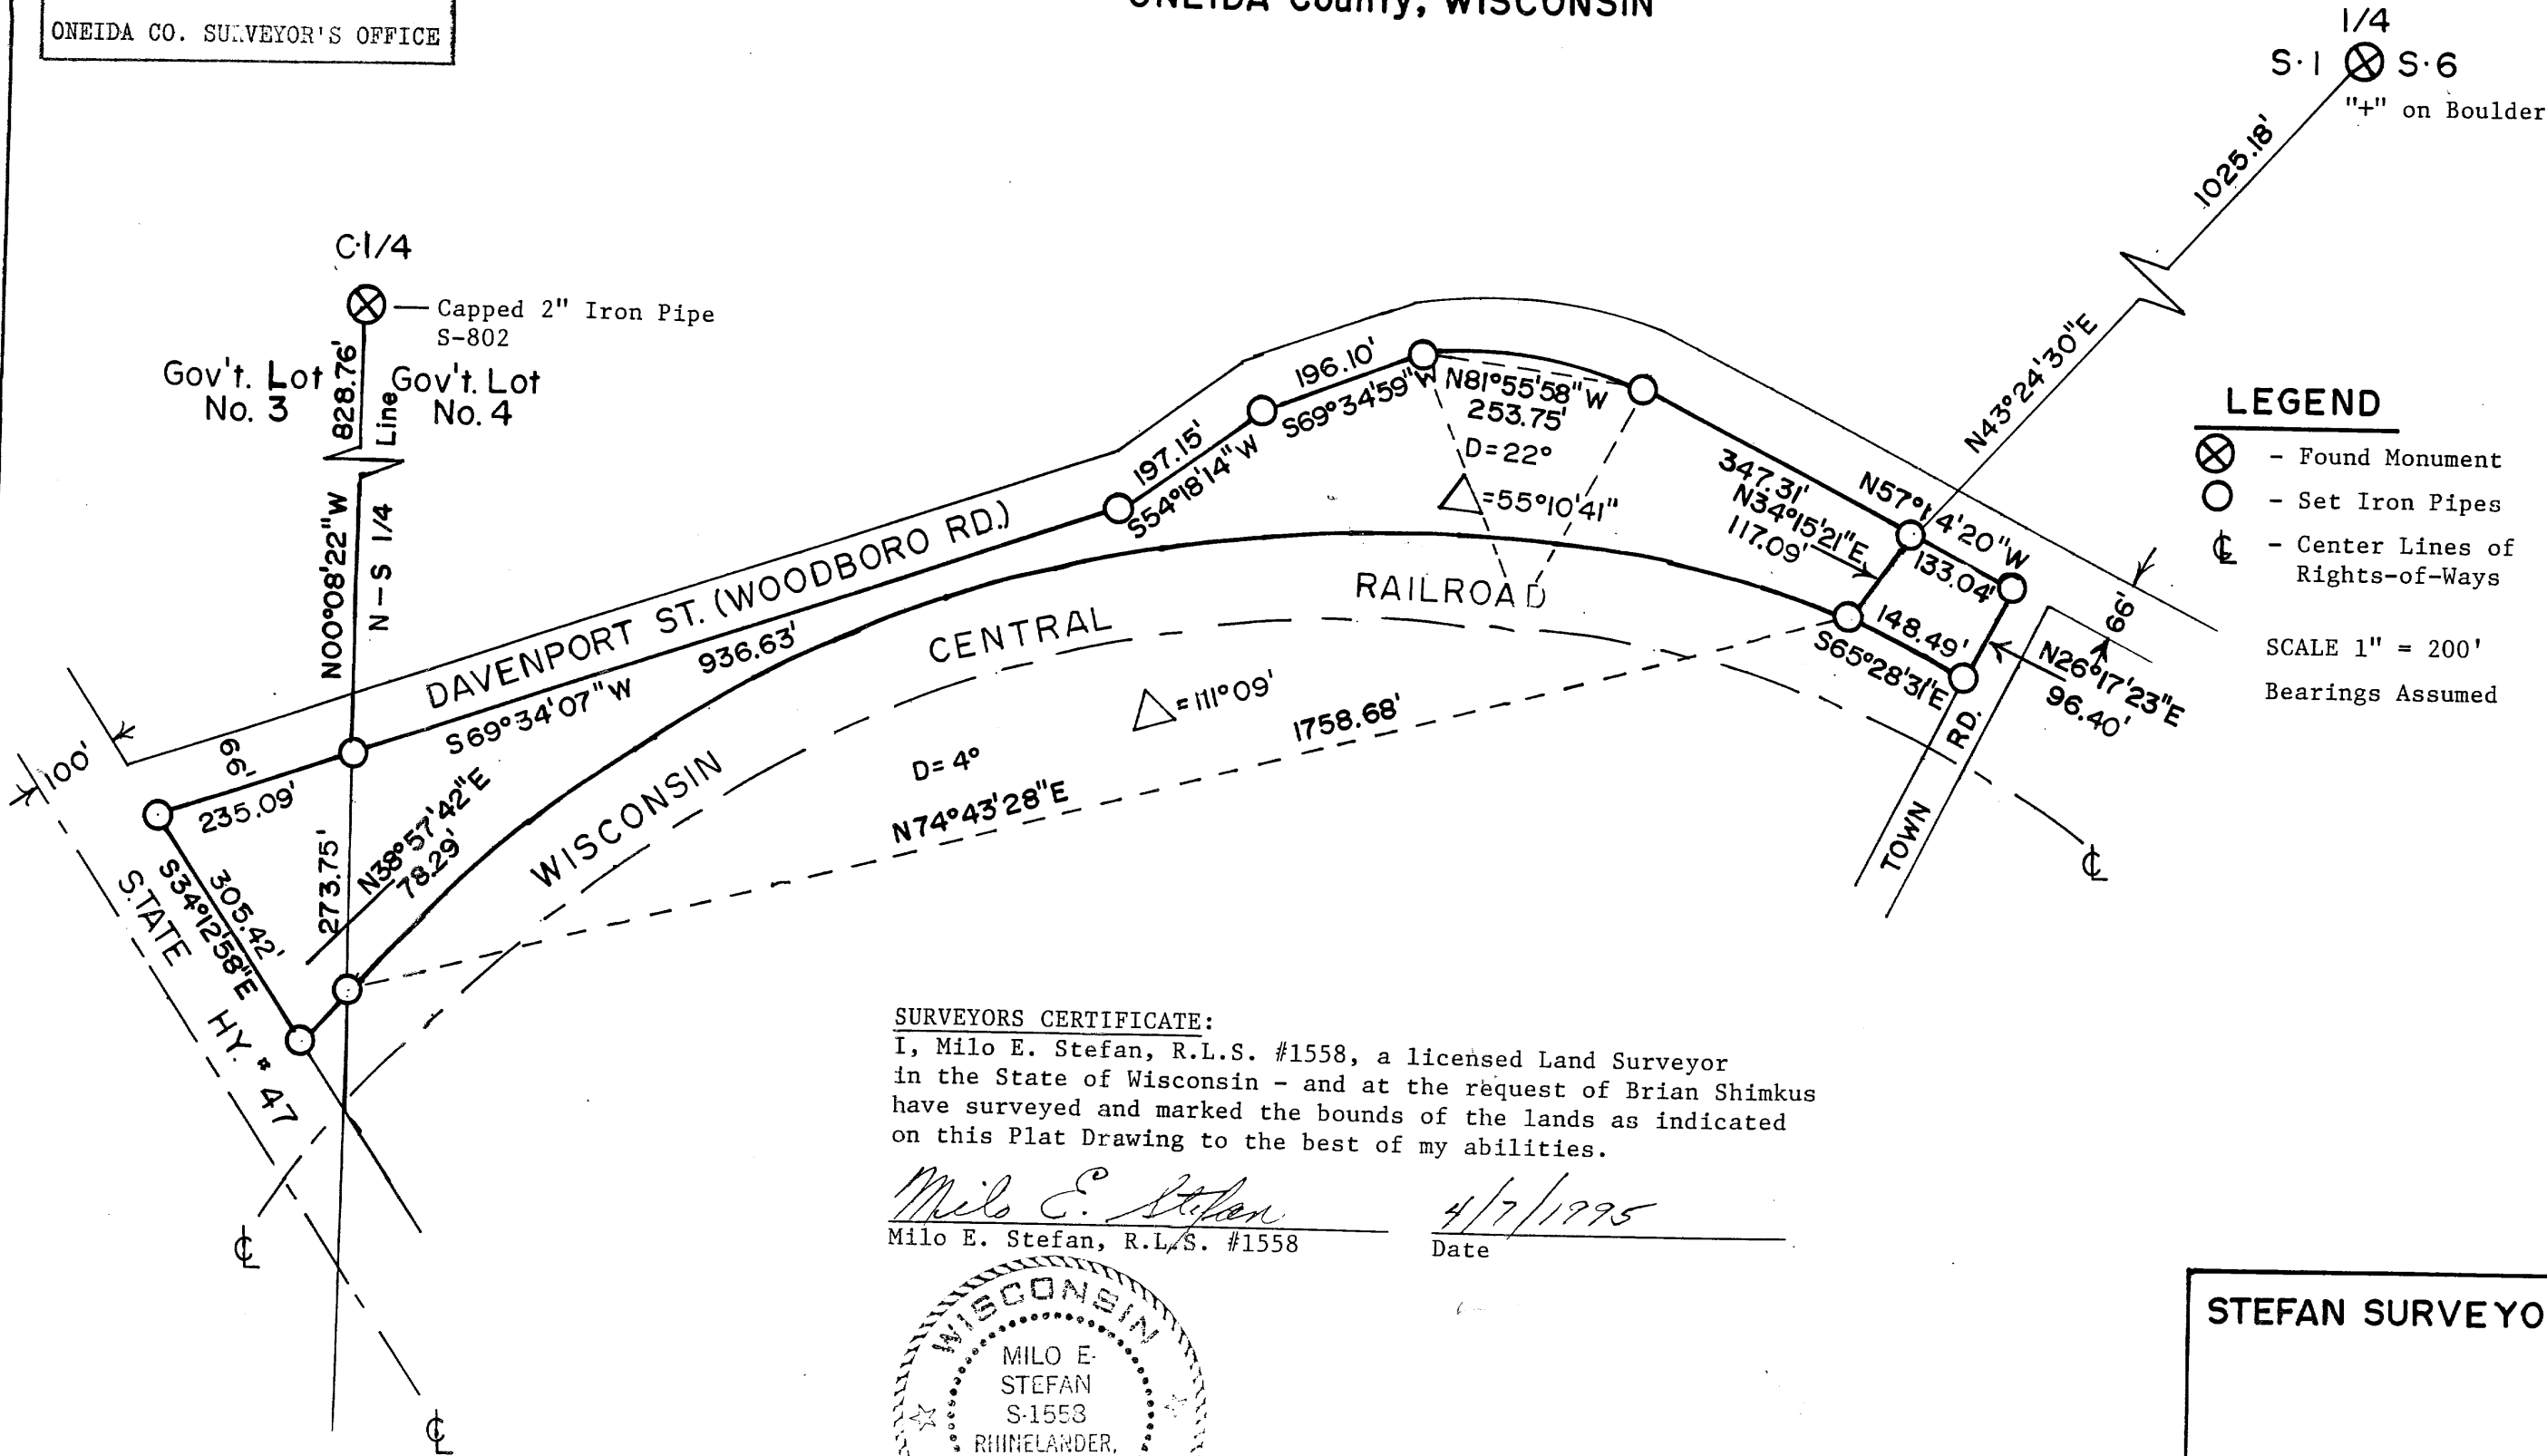 ONEIDA County, WISCONSIN
ONEIDA CO. SURVEYOR'S OFFICE
1/4
S·1 S·6
"+" on Boulder
1025.18'
N43°24'30"E
C·1/4
Capped 2" Iron Pipe
S-802
Gov't. Lot
No. 3
Gov't. Lot
No. 4
828.76'
Line
N00°08'22"W
N-S 1/4
196.10'
S69°34'59"W
197.15'
S54°18'14"W
N81°55'58"W
253.75'
D=22°
△=55°10'41"
347.31'
N34°15'21"E
117.09'
N57°14'20"W
133.04'
148.49'
S65°28'31"E
66'
N26°17'23"E
96.40'
TOWN RD.
LEGEND
⊗ - Found Monument
○ - Set Iron Pipes
℄ - Center Lines of
Rights-of-Ways
SCALE 1" = 200'
Bearings Assumed
DAVENPORT ST. (WOODBORO RD.)
936.63'
S69°34'07"W
WISCONSIN CENTRAL RAILROAD
△=111°09'
D=4°
1758.68'
N74°43'28"E
100'
66'
235.09'
305.42'
S34°12'58"E
STATE HY. # 47
273.75'
N38°57'42"E
78.29'
℄
℄
℄
SURVEYORS CERTIFICATE:
I, Milo E. Stefan, R.L.S. #1558, a licensed Land Surveyor
in the State of Wisconsin - and at the request of Brian Shimkus
have surveyed and marked the bounds of the lands as indicated
on this Plat Drawing to the best of my abilities.
Milo E. Stefan 4/7/1995
Milo E. Stefan, R.L.S. #1558 Date
WISCONSIN
MILO E·
STEFAN
S-1558
RHINELANDER,
STEFAN SURVEYO